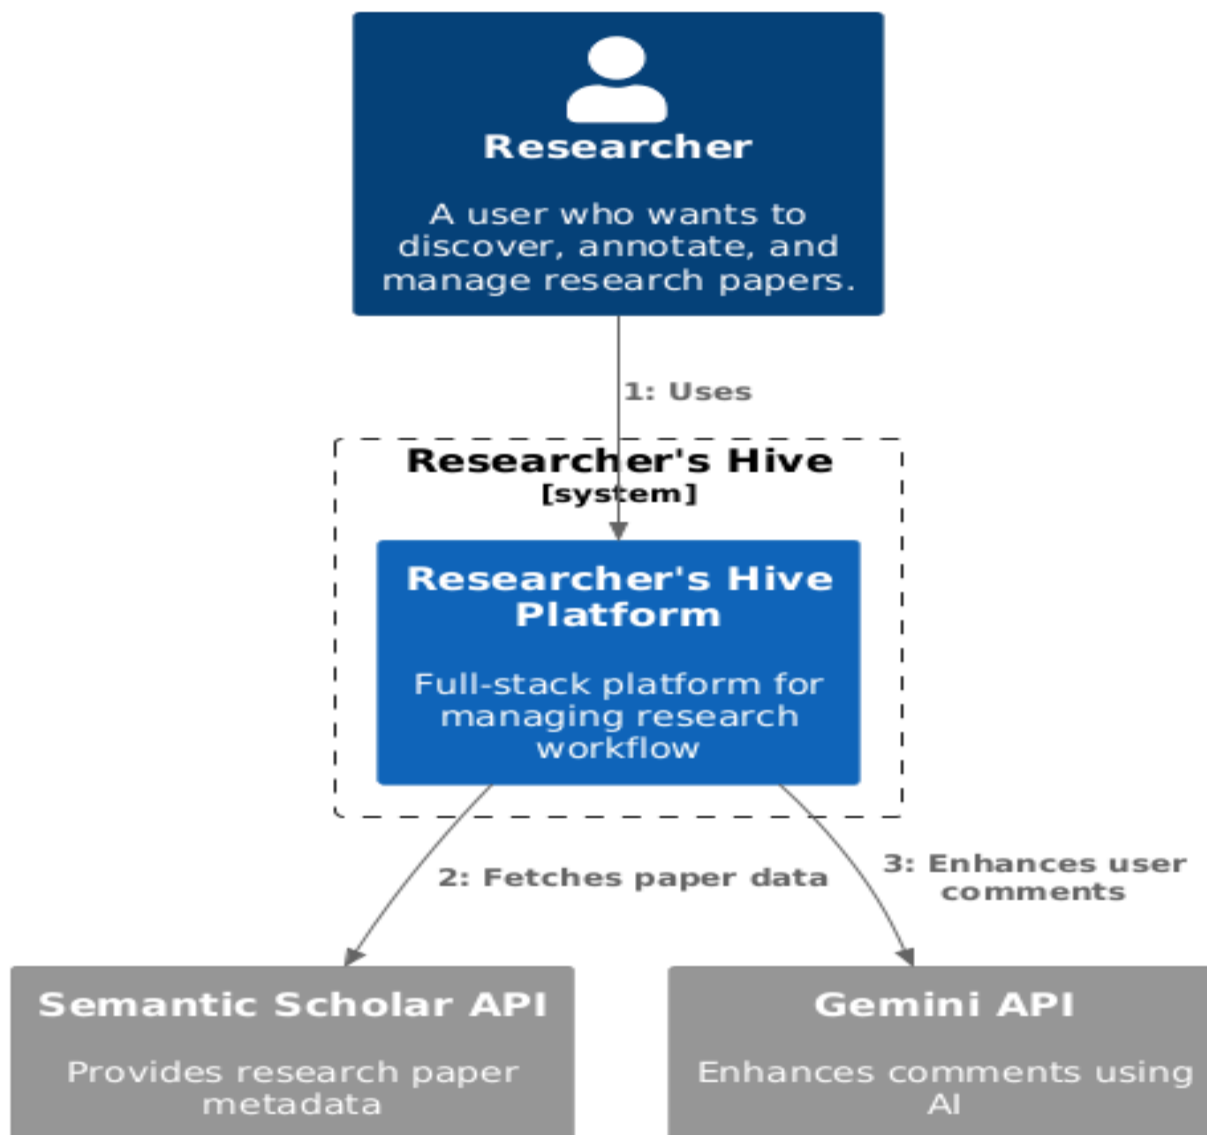 Researcher
A user who wants to
discover, annotate, and
manage research papers.
1: Uses
Researcher's Hive
[system]
Researcher's Hive
Platform
Full-stack platform for
managing research
workflow
2: Fetches paper data
3: Enhances user
comments
Semantic Scholar API
Provides research paper
metadata
Gemini API
Enhances comments using
AI